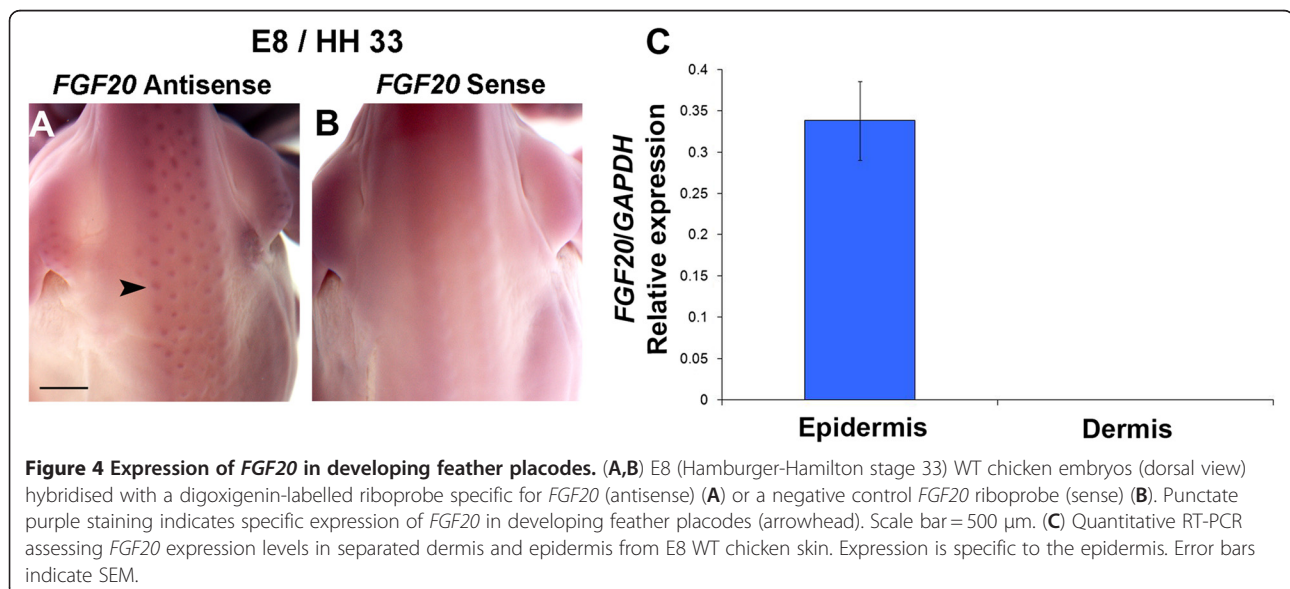 E8 / HH 33
FGF20 Antisense
FGF20 Sense
A
B
C
FGF20/GAPDH
Relative expression
0.4
0.35
0.3
0.25
0.2
0.15
0.1
0.05
0
Epidermis
Dermis
Figure 4 Expression of FGF20 in developing feather placodes. (A,B) E8 (Hamburger-Hamilton stage 33) WT chicken embryos (dorsal view)
hybridised with a digoxigenin-labelled riboprobe specific for FGF20 (antisense) (A) or a negative control FGF20 riboprobe (sense) (B). Punctate
purple staining indicates specific expression of FGF20 in developing feather placodes (arrowhead). Scale bar = 500 μm. (C) Quantitative RT-PCR
assessing FGF20 expression levels in separated dermis and epidermis from E8 WT chicken skin. Expression is specific to the epidermis. Error bars
indicate SEM.